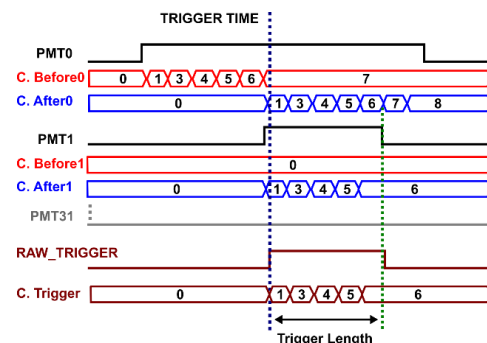 TRIGGER TIME
PMT0
C. Before0 0 1 3 4 5 6 7
C. After0 0 1 3 4 5 6 7 8
PMT1
C. Before1 0
C. After1 0 1 3 4 5 6
PMT31
RAW_TRIGGER
C. Trigger 0 1 3 4 5 6
Trigger Length